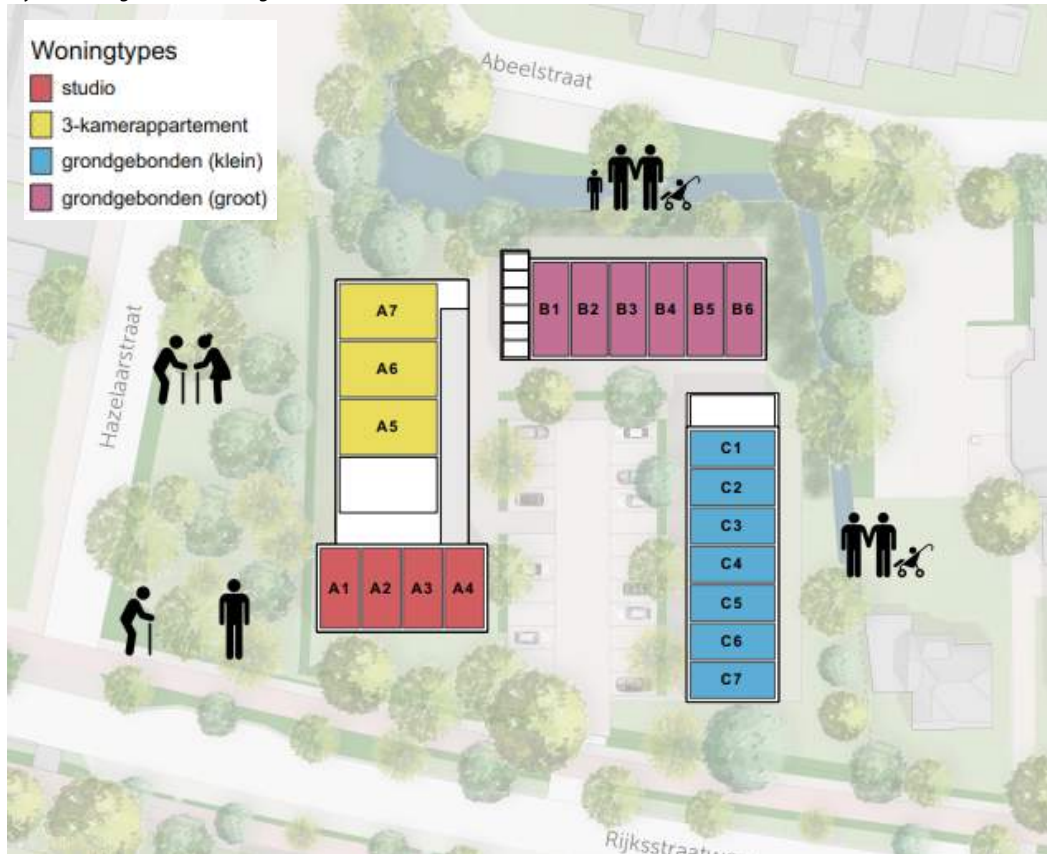 Woningtypes
studio
3-kamerappartement
grondgebonden (klein)
grondgebonden (groot)
Abeelstraat
Hazelaarstraat
A7
A6
A5
A1 A2 A3 A4
B1 B2 B3 B4 B5 B6
C1
C2
C3
C4
C5
C6
C7